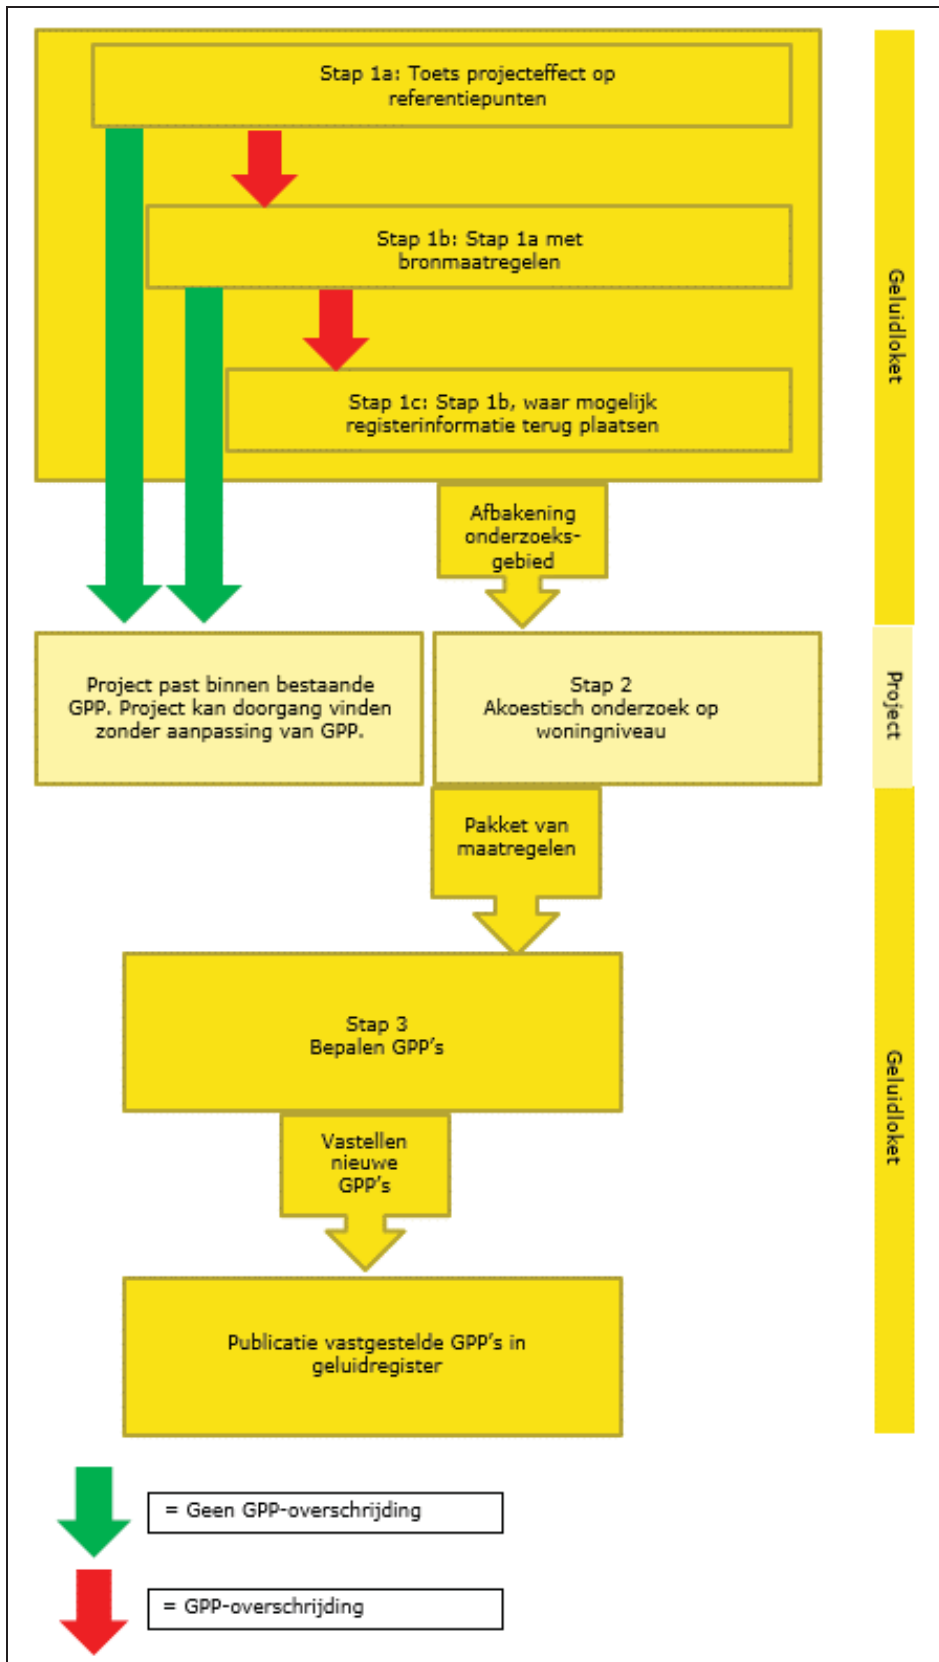 Stap 1a: Toets projecteffect op
referentiepunten
Stap 1b: Stap 1a met
bronmaatregelen
Stap 1c: Stap 1b, waar mogelijk
registerinformatie terug plaatsen
Geluidloket
Afbakening
onderzoeks-
gebied
Project past binnen bestaande
GPP. Project kan doorgang vinden
zonder aanpassing van GPP.
Stap 2
Akoestisch onderzoek op
woningniveau
Project
Pakket van
maatregelen
Stap 3
Bepalen GPP's
Geluidloket
Vastellen
nieuwe
GPP's
Publicatie vastgestelde GPP's in
geluidregister
= Geen GPP-overschrijding
= GPP-overschrijding